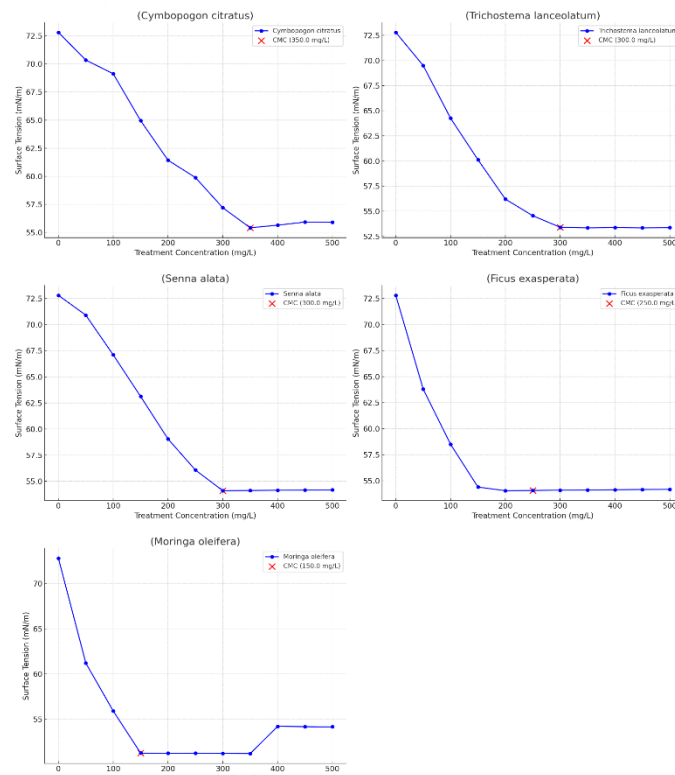 (Cymbopogon citratus)
Cymbopogon citratus
CMC (350.0 mg/L)
72.5
70.0
67.5
65.0
62.5
60.0
57.5
55.0
Surface Tension (mN/m)
0 100 200 300 400 500
Treatment Concentration (mg/L)
(Trichostema lanceolatum)
Trichostema lanceolatum
CMC (300.0 mg/L)
72.5
70.0
67.5
65.0
62.5
60.0
57.5
55.0
52.5
Surface Tension (mN/m)
0 100 200 300 400 500
Treatment Concentration (mg/L)
(Senna alata)
Senna alata
CMC (300.0 mg/L)
72.5
70.0
67.5
65.0
62.5
60.0
57.5
55.0
Surface Tension (mN/m)
0 100 200 300 400 500
Treatment Concentration (mg/L)
(Ficus exasperata)
Ficus exasperata
CMC (250.0 mg/L)
72.5
70.0
67.5
65.0
62.5
60.0
57.5
55.0
Surface Tension (mN/m)
0 100 200 300 400 500
Treatment Concentration (mg/L)
(Moringa oleifera)
Moringa oleifera
CMC (150.0 mg/L)
70
65
60
55
Surface Tension (mN/m)
0 100 200 300 400 500